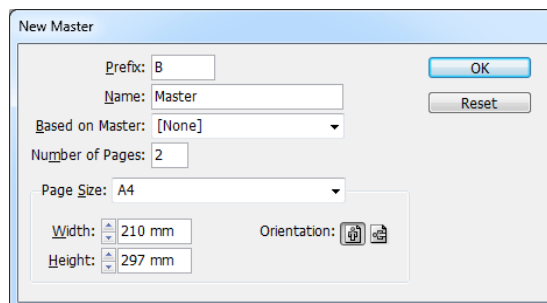 New Master
Prefix: B
OK
Name: Master
Reset
Based on Master: [None]
Number of Pages: 2
Page Size: A4
Width: 210 mm
Orientation:
Height: 297 mm